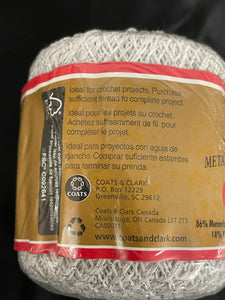 Ideal for crochet projects. Purchase
sufficient thread to complete project.
Idéal pour les projets au crochet.
Achetez suffisamment de fil pour
compléter le projet.
Ideal para proyectos con aguja de
gancho. Comprar suficiente estambre
para terminar su proyecto.
META
COATS & CLARK
P.O. Box 12229
Greenville, SC 29612
COATS
Coats & Clark Canada
Mississauga, ON Canada L5T 2T5
CA00011
www.coatsandclark.com
86% Merce
14%